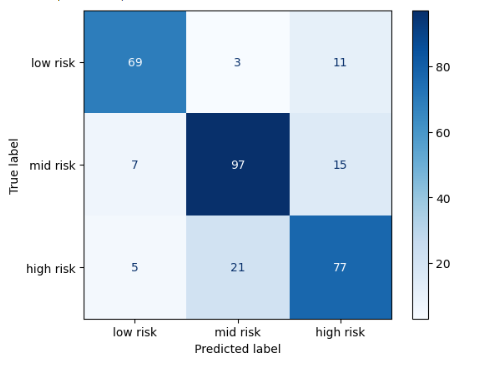 low risk 69 3 11
mid risk 7 97 15
high risk 5 21 77
low risk mid risk high risk
Predicted label
True label
80
60
40
20